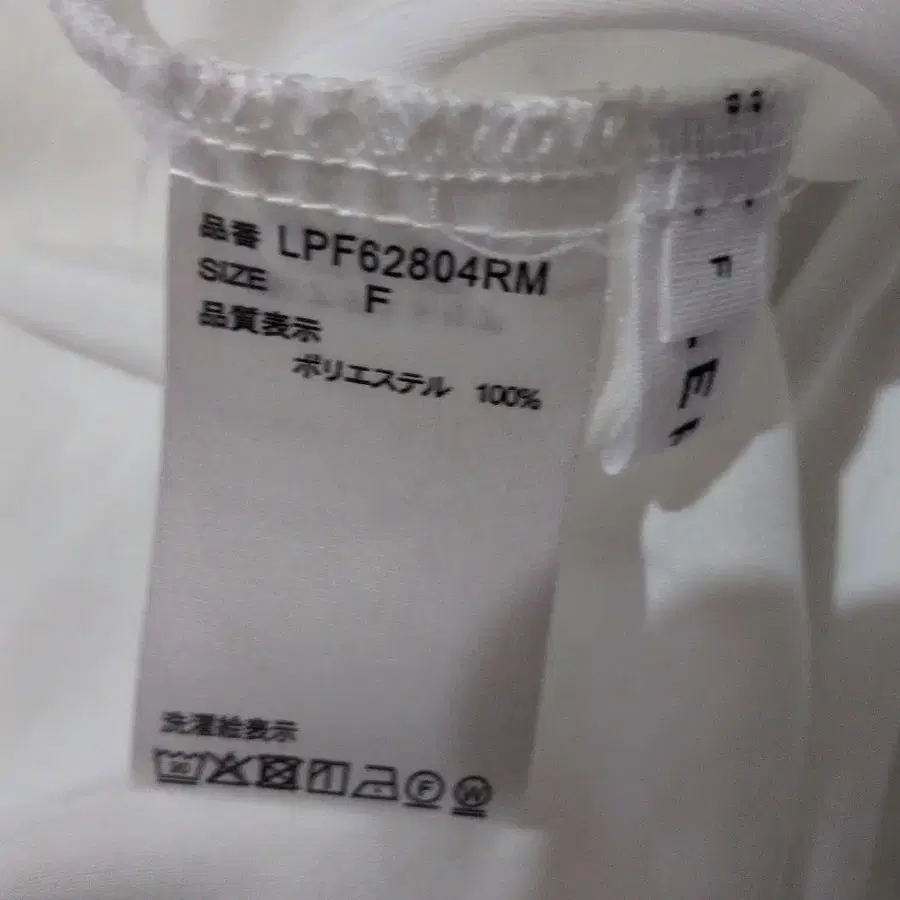 品番 LPF62804RM
SIZE F
品質表示
ポリエステル 100%
洗濯絵表示
30
F
W
F